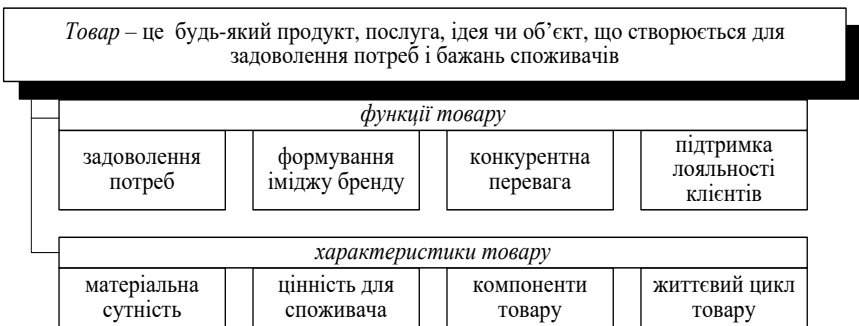 Товар – це будь-який продукт, послуга, ідея чи об’єкт, що створюється для
задоволення потреб і бажань споживачів
функції товару
задоволення
потреб
формування
іміджу бренду
конкурентна
перевага
підтримка
лояльності
клієнтів
характеристики товару
матеріальна
сутність
цінність для
споживача
компоненти
товару
життєвий цикл
товару